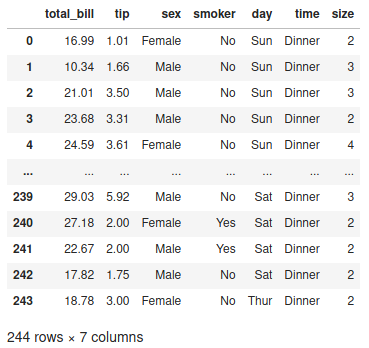 total_bill tip sex smoker day time size
0 16.99 1.01 Female No Sun Dinner 2
1 10.34 1.66 Male No Sun Dinner 3
2 21.01 3.50 Male No Sun Dinner 3
3 23.68 3.31 Male No Sun Dinner 2
4 24.59 3.61 Female No Sun Dinner 4
... ... ... ... ... ... ... ...
239 29.03 5.92 Male No Sat Dinner 3
240 27.18 2.00 Female Yes Sat Dinner 2
241 22.67 2.00 Male Yes Sat Dinner 2
242 17.82 1.75 Male No Sat Dinner 2
243 18.78 3.00 Female No Thur Dinner 2
244 rows × 7 columns